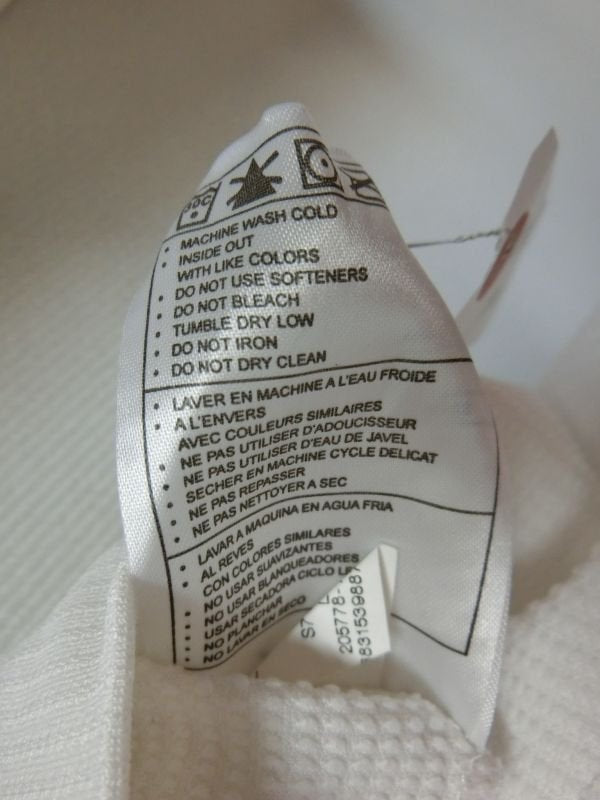 30C
• MACHINE WASH COLD
• INSIDE OUT
WITH LIKE COLORS
• DO NOT USE SOFTENERS
• DO NOT BLEACH
• TUMBLE DRY LOW
• DO NOT IRON
• DO NOT DRY CLEAN
• LAVER EN MACHINE A L'EAU FROIDE
• A L'ENVERS
AVEC COULEURS SIMILAIRES
• NE PAS UTILISER D'ADOUCISSEUR
• NE PAS UTILISER D'EAU DE JAVEL
• SECHER EN MACHINE CYCLE DELICAT
• NE PAS REPASSER
• NE PAS NETTOYER A SEC
• LAVAR A MAQUINA EN AGUA FRIA
• AL REVES
CON COLORES SIMILARES
• NO USAR SUAVIZANTES
• NO USAR BLANQUEADORES
• USAR SECADORA CICLO
• NO PLANCHAR
• NO LAVAR EN SECO
S7
205778-
831539887